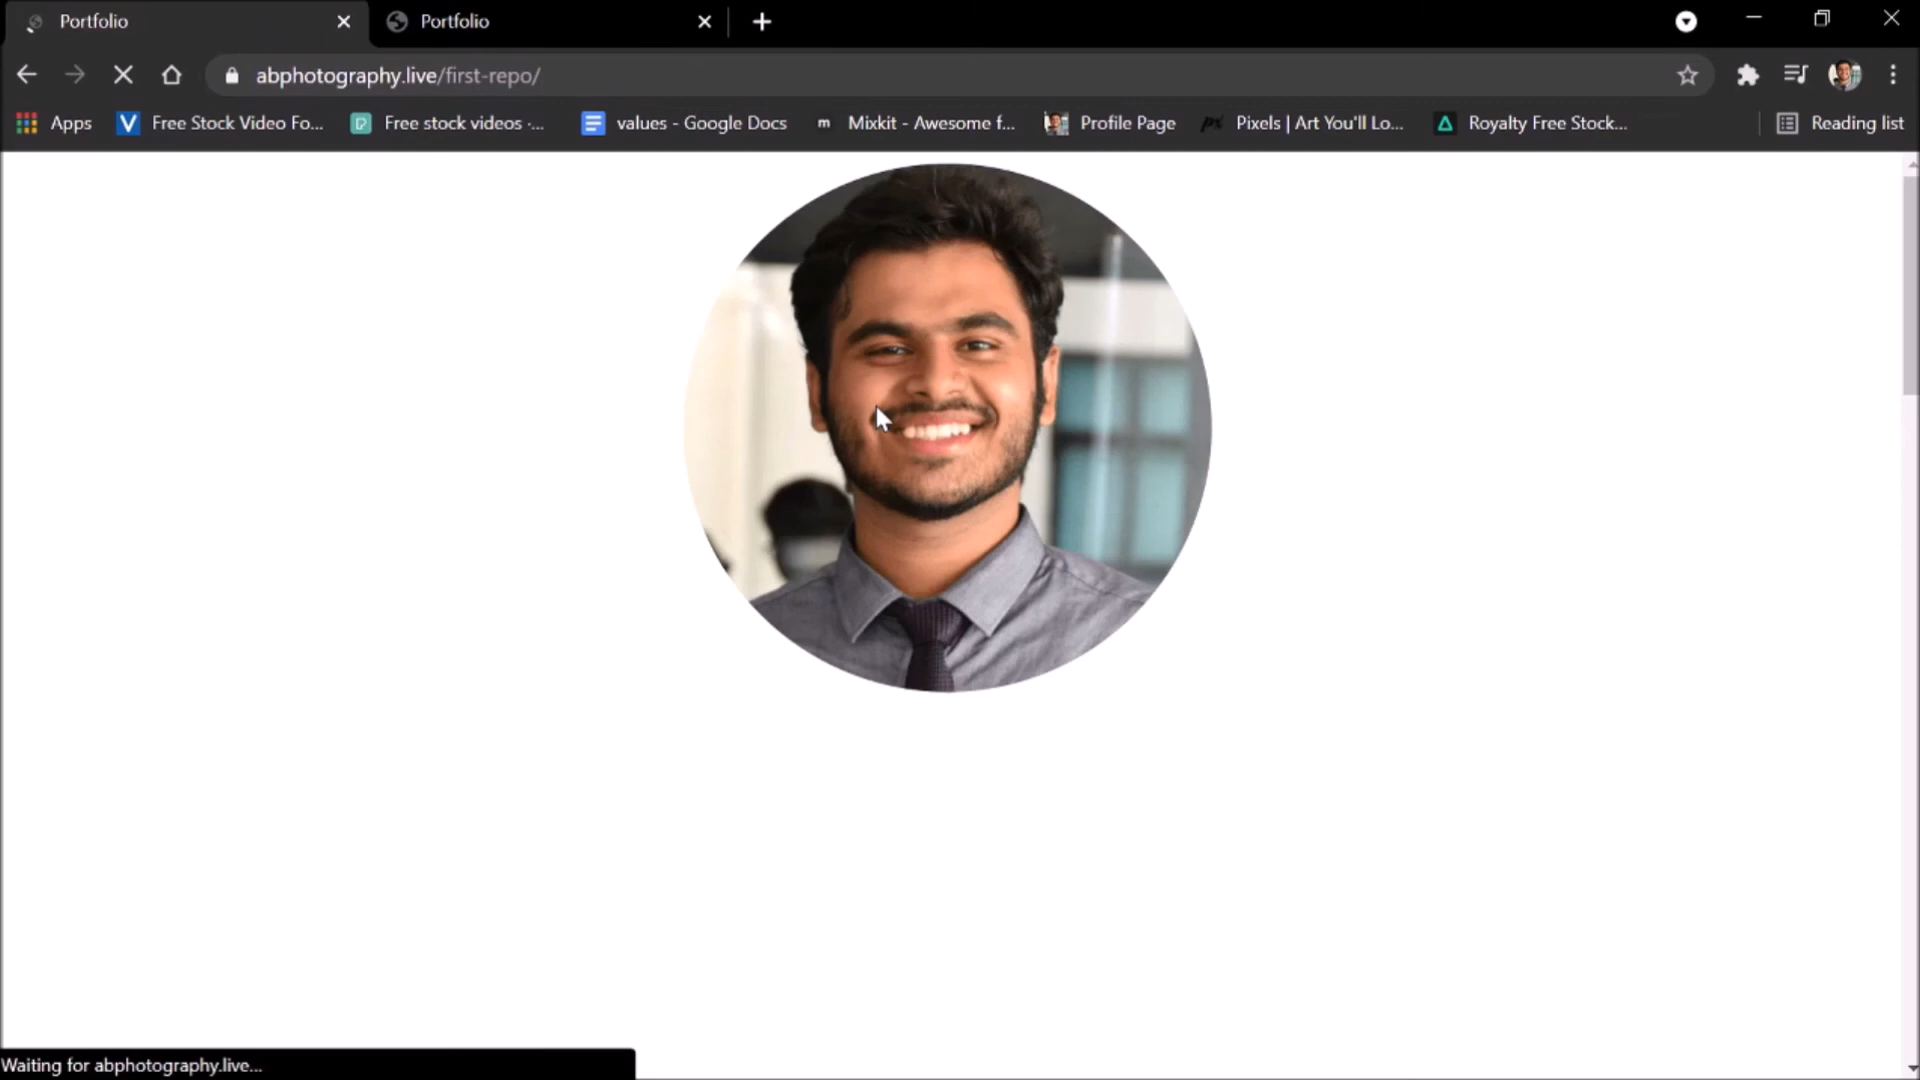 Portfolio
Portfolio
abphotography.live/first-repo/
Apps
Free Stock Video Fo...
Free stock videos ·...
values - Google Docs
m
Mixkit - Awesome f...
Profile Page
px
Pixels | Art You'll Lo...
Royalty Free Stock...
Reading list
Waiting for abphotography.live...